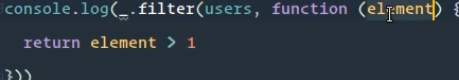 console.log(_.filter(users, function (element) {
return element > 1
}))